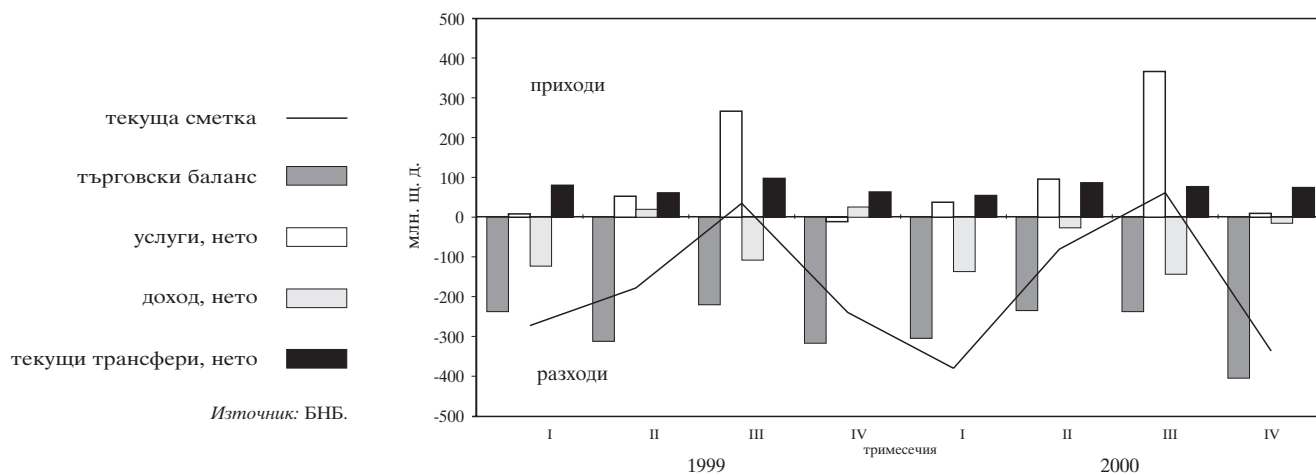 текуща сметка
търговски баланс
услуги, нето
доход, нето
текущи трансфери, нето
Източник: БНБ.
млн. щ. д.
500
400
300
200
100
0
-100
-200
-300
-400
-500
приходи
разходи
I II III IV I II III IV
тримесечия
1999 2000